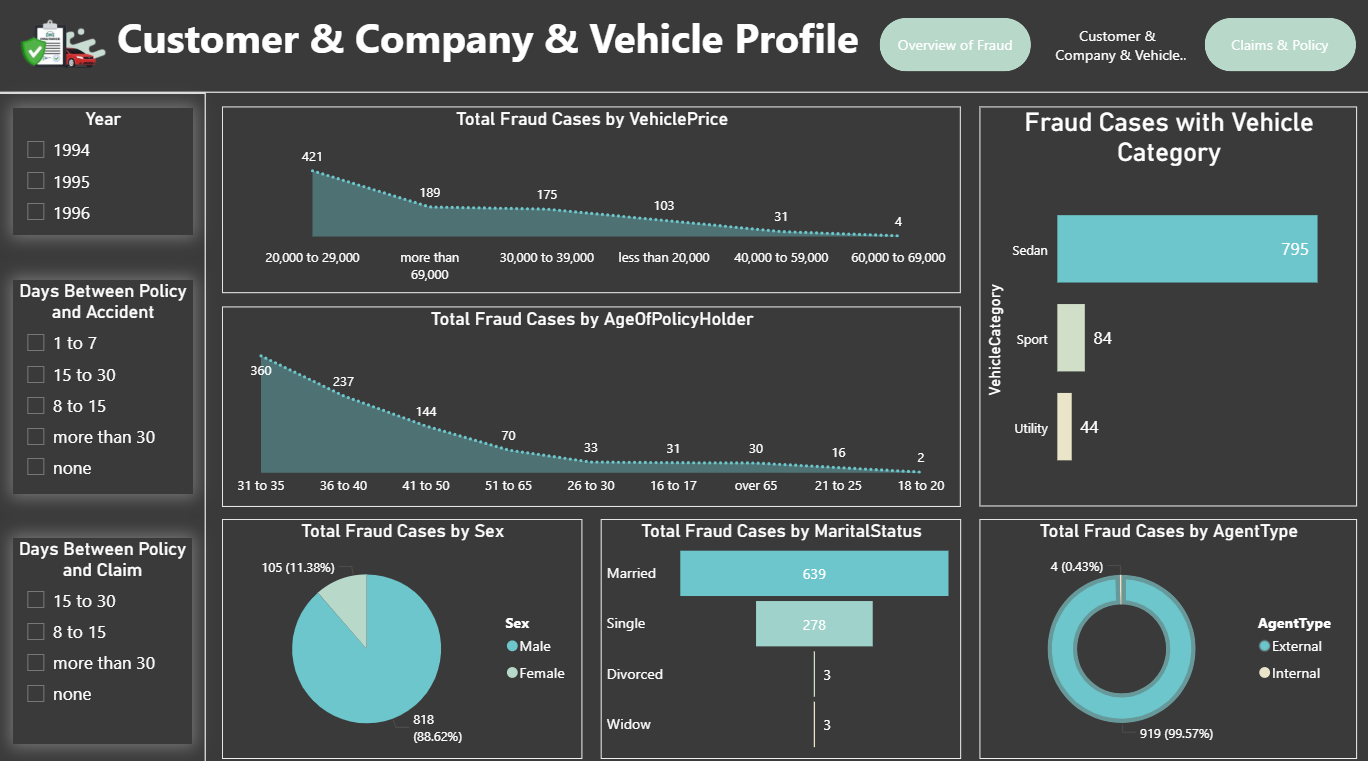 Customer & Company & Vehicle Profile
Overview of Fraud
Customer &
Company & Vehicle..
Claims & Policy
Year
1994
1995
1996
Days Between Policy
and Accident
1 to 7
15 to 30
8 to 15
more than 30
none
Days Between Policy
and Claim
15 to 30
8 to 15
more than 30
none
Total Fraud Cases by VehiclePrice
421
189
175
103
31
4
20,000 to 29,000
more than
69,000
30,000 to 39,000
less than 20,000
40,000 to 59,000
60,000 to 69,000
Total Fraud Cases by AgeOfPolicyHolder
360
237
144
70
33
31
30
16
2
31 to 35
36 to 40
41 to 50
51 to 65
26 to 30
16 to 17
over 65
21 to 25
18 to 20
Fraud Cases with Vehicle
Category
VehicleCategory
Sedan
795
Sport
84
Utility
44
Total Fraud Cases by Sex
105 (11.38%)
818
(88.62%)
Sex
Male
Female
Total Fraud Cases by MaritalStatus
Married
639
Single
278
Divorced
3
Widow
3
Total Fraud Cases by AgentType
4 (0.43%)
919 (99.57%)
AgentType
External
Internal